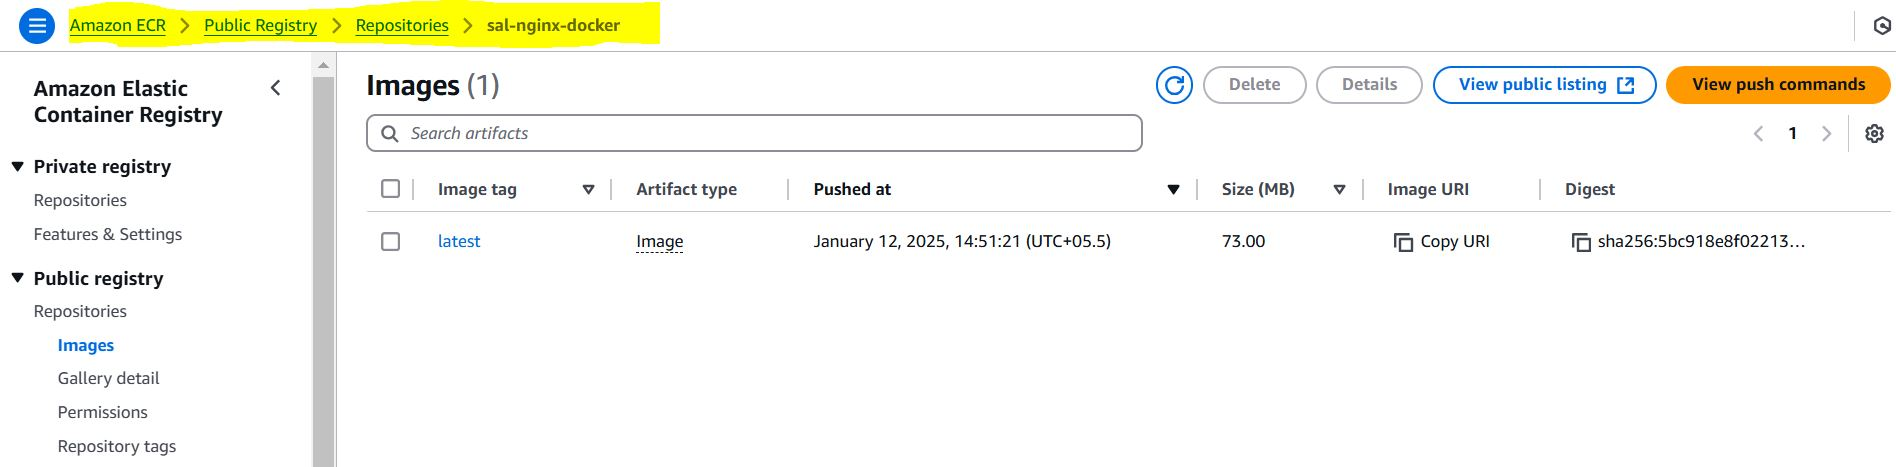 Amazon ECR > Public Registry > Repositories > sal-nginx-docker
Amazon Elastic
Container Registry
Private registry
Repositories
Features & Settings
Public registry
Repositories
Images
Gallery detail
Permissions
Repository tags
Images (1)
Delete
Details
View public listing
View push commands
Search artifacts
1
Image tag
Artifact type
Pushed at
Size (MB)
Image URI
Digest
latest
Image
January 12, 2025, 14:51:21 (UTC+05.5)
73.00
Copy URI
sha256:5bc918e8f02213...